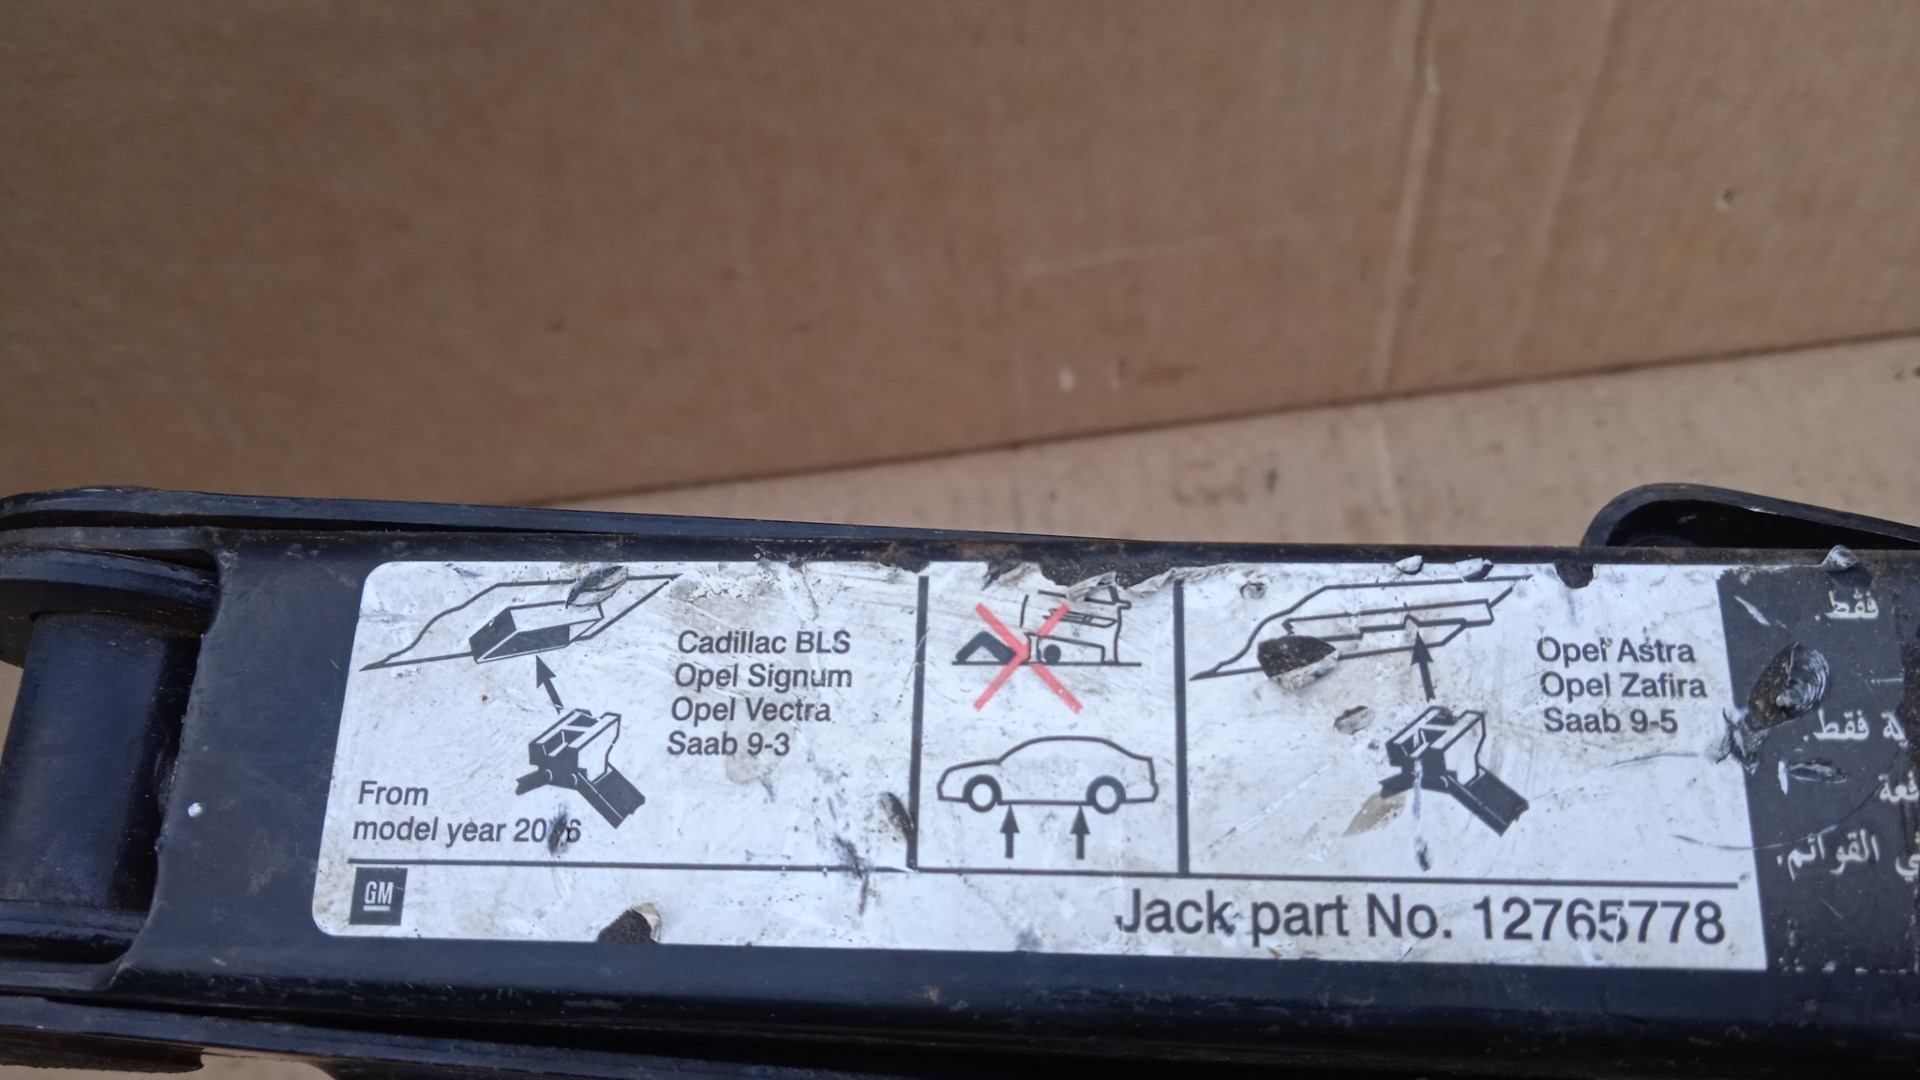 Cadillac BLS
Opel Signum
Opel Vectra
Saab 9-3
From
model year
Opel Astra
Opel Zafira
Saab 9-5
GM
Jack part No. 12765778
فقط.
ية فقط.
القوائم.